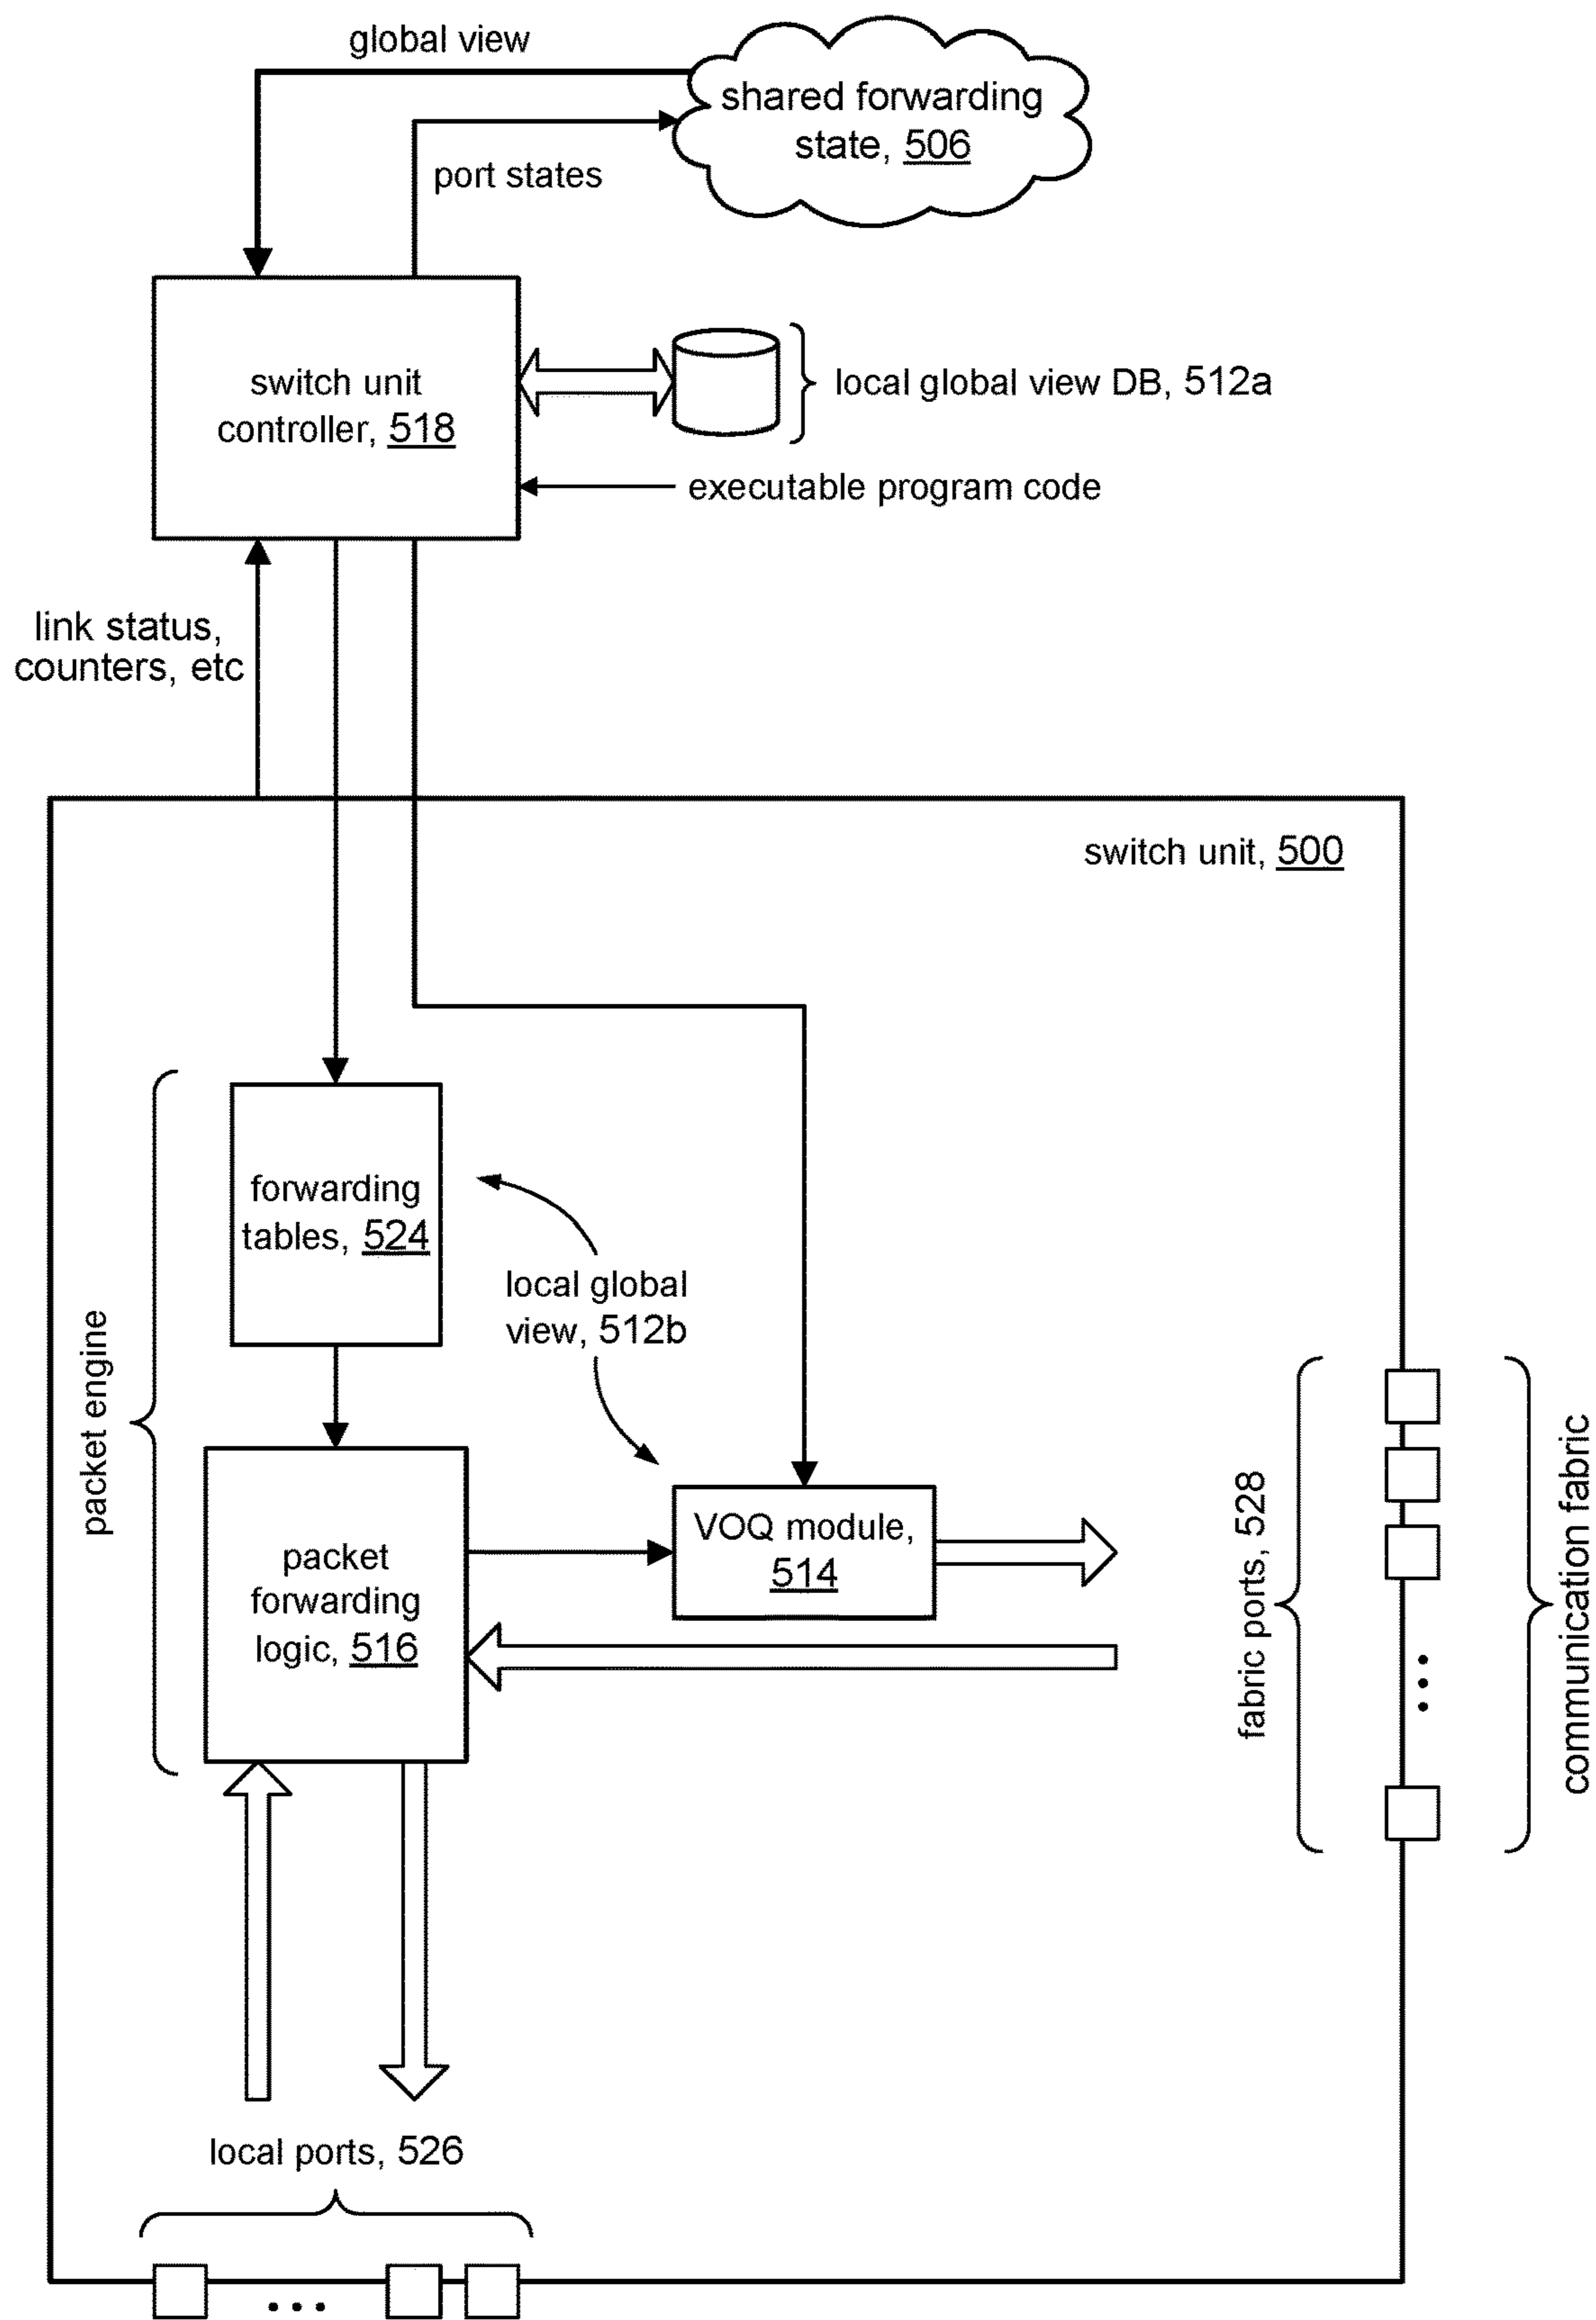 global view
shared forwarding
state, 506
port states
switch unit
controller, 518
local global view DB, 512a
executable program code
link status,
counters, etc
switch unit, 500
forwarding
tables, 524
local global
view, 512b
packet engine
packet
forwarding
logic, 516
VOQ module,
514
fabric ports, 528
communication fabric
local ports, 526